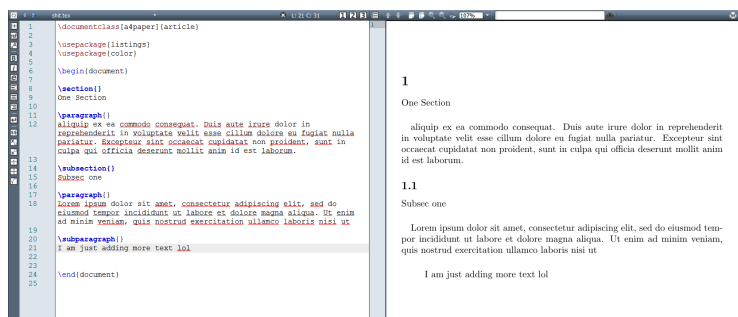 shit.tex
L: 21 C: 31
1 2 3
107%
1 \documentclass[a4paper]{article}
2
3 \usepackage{listings}
4 \usepackage{color}
5
6 \begin{document}
7
8 \section{}
9 One Section
10
11 \paragraph{}
12 aliquip ex ea commodo consequat. Duis aute irure dolor in
reprehenderit in voluptate velit esse cillum dolore eu fugiat nulla
pariatur. Excepteur sint occaecat cupidatat non proident, sunt in
culpa qui officia deserunt mollit anim id est laborum.
13
14 \subsection{}
15 Subsec one
16
17 \paragraph{}
18 Lorem ipsum dolor sit amet, consectetur adipiscing elit, sed do
eiusmod tempor incididunt ut labore et dolore magna aliqua. Ut enim
ad minim veniam, quis nostrud exercitation ullamco laboris nisi ut
19
20 \subparagraph{}
21 I am just adding more text lol
22
23
24 \end{document}
25
1
1
One Section
aliquip ex ea commodo consequat. Duis aute irure dolor in reprehenderit
in voluptate velit esse cillum dolore eu fugiat nulla pariatur. Excepteur sint
occaecat cupidatat non proident, sunt in culpa qui officia deserunt mollit anim
id est laborum.
1.1
Subsec one
Lorem ipsum dolor sit amet, consectetur adipiscing elit, sed do eiusmod tem-
por incididunt ut labore et dolore magna aliqua. Ut enim ad minim veniam,
quis nostrud exercitation ullamco laboris nisi ut
I am just adding more text lol